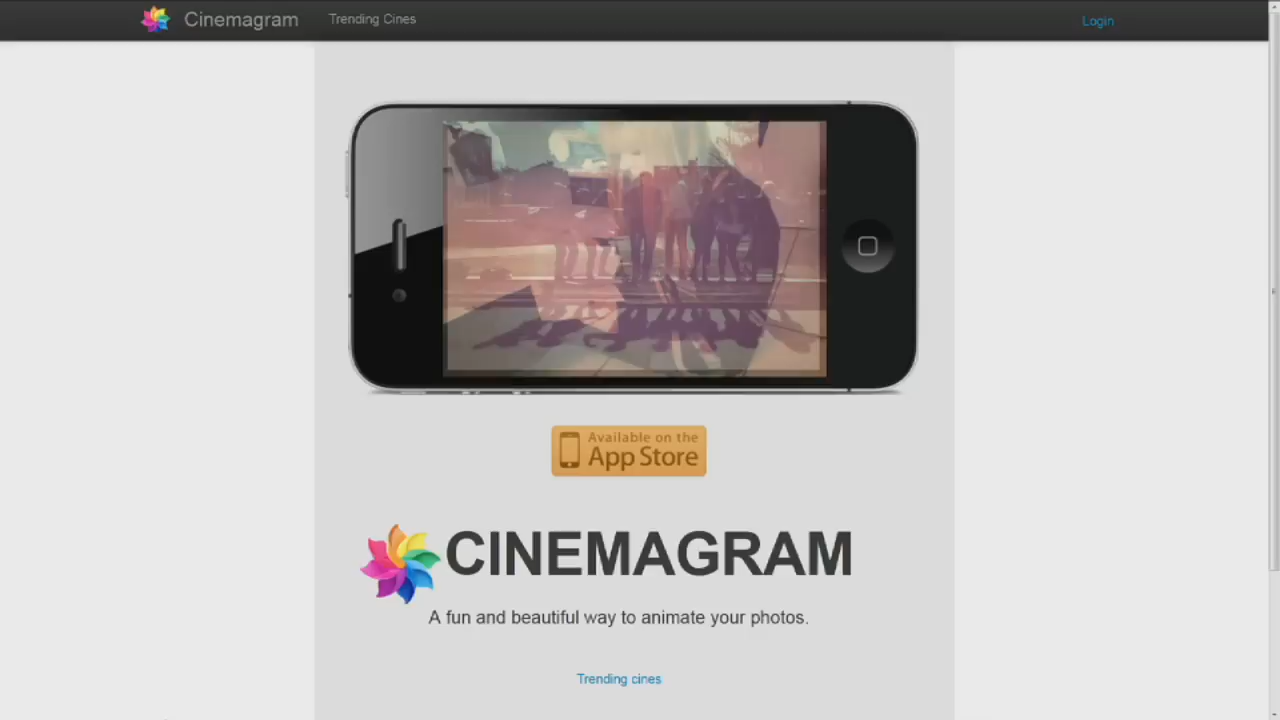 Cinemagram
Trending Cines
Login
Available on the
App Store
CINEMAGRAM
A fun and beautiful way to animate your photos.
Trending cines